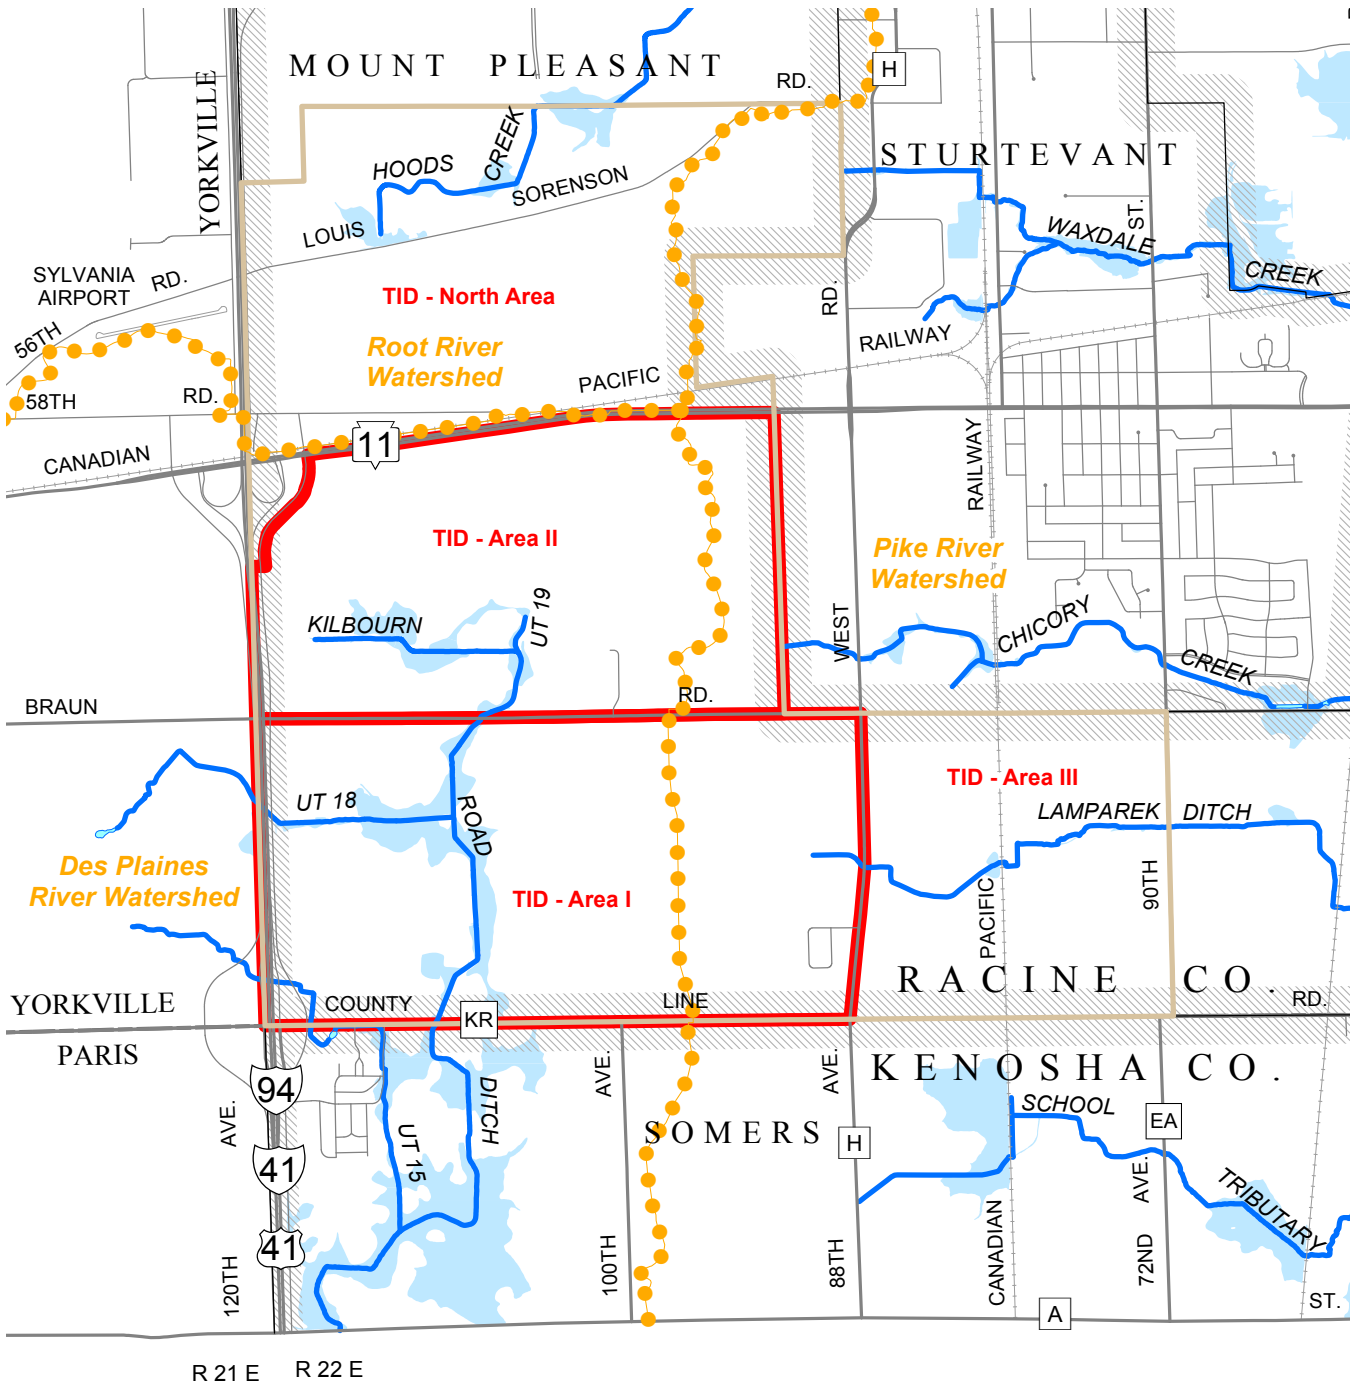 MOUNT PLEASANT
RD.
H
YORKVILLE
HOODS
CREEK
STURTEVANT
SORENSON
LOUIS
ST.
WAXDALE
CREEK
SYLVANIA
AIRPORT
RD.
TID - North Area
RD.
56TH
Root River
Watershed
RAILWAY
PACIFIC
58TH
RD.
CANADIAN
11
RAILWAY
TID - Area II
Pike River
Watershed
UT 19
KILBOURN
WEST
CHICORY
CREEK
BRAUN
RD.
TID - Area III
UT 18
ROAD
LAMPAREK DITCH
Des Plaines
River Watershed
TID - Area I
PACIFIC
90TH
RACINE CO.
YORKVILLE
COUNTY
KR
LINE
RD.
PARIS
AVE.
AVE.
KENOSHA CO.
94
AVE.
DITCH
SCHOOL
SOMERS
H
EA
41
UT 15
AVE.
TRIBUTARY
41
120TH
100TH
88TH
CANADIAN
72ND
A
ST.
R 21 E
R 22 E